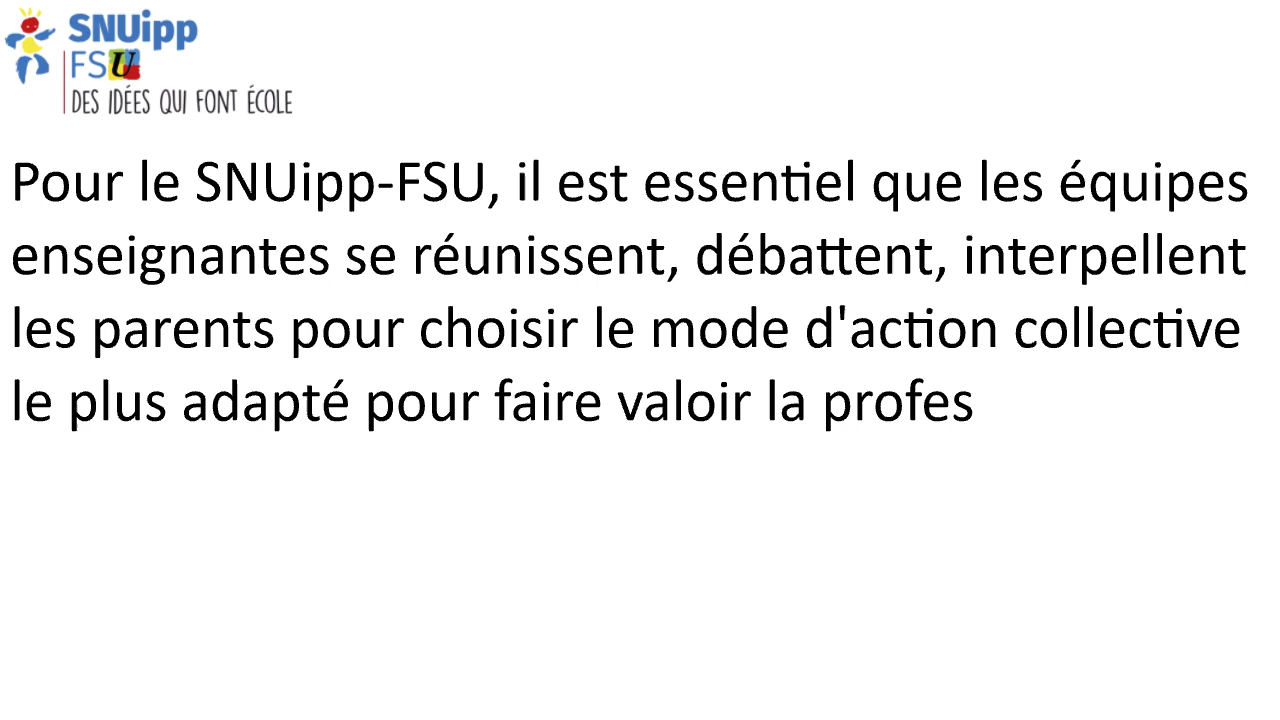 SNUipp
FSU
DES IDÉES QUI FONT ÉCOLE
Pour le SNUipp-FSU, il est essentiel que les équipes
enseignantes se réunissent, débattent, interpellent
les parents pour choisir le mode d'action collective
le plus adapté pour faire valoir la profes